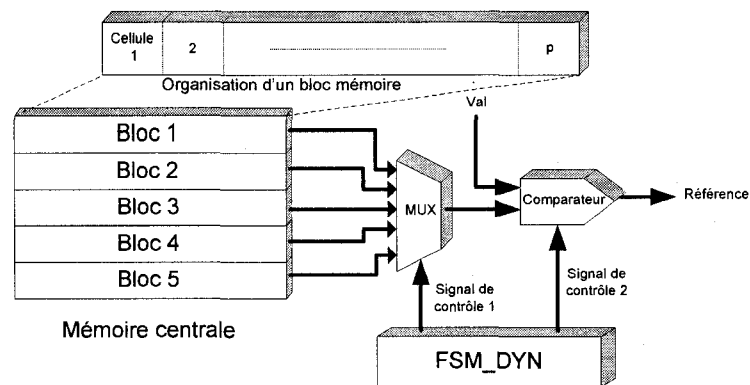 Cellule
1
2
p
Organisation d'un bloc mémoire
Val
Bloc 1
Bloc 2
Bloc 3
Bloc 4
Bloc 5
MUX
Comparateur
Référence
Signal de
contrôle 1
Signal de
contrôle 2
Mémoire centrale
FSM_DYN